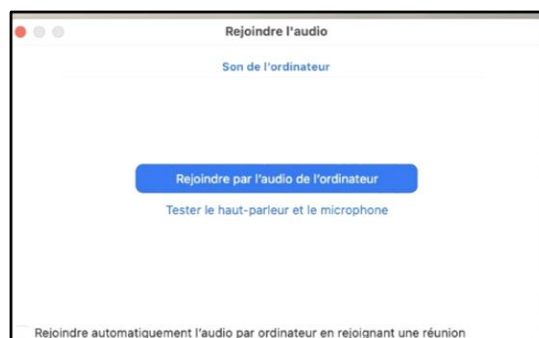 Rejoindre l'audio
Son de l'ordinateur
Rejoindre par l'audio de l'ordinateur
Tester le haut-parleur et le microphone
Rejoindre automatiquement l'audio par ordinateur en rejoignant une réunion